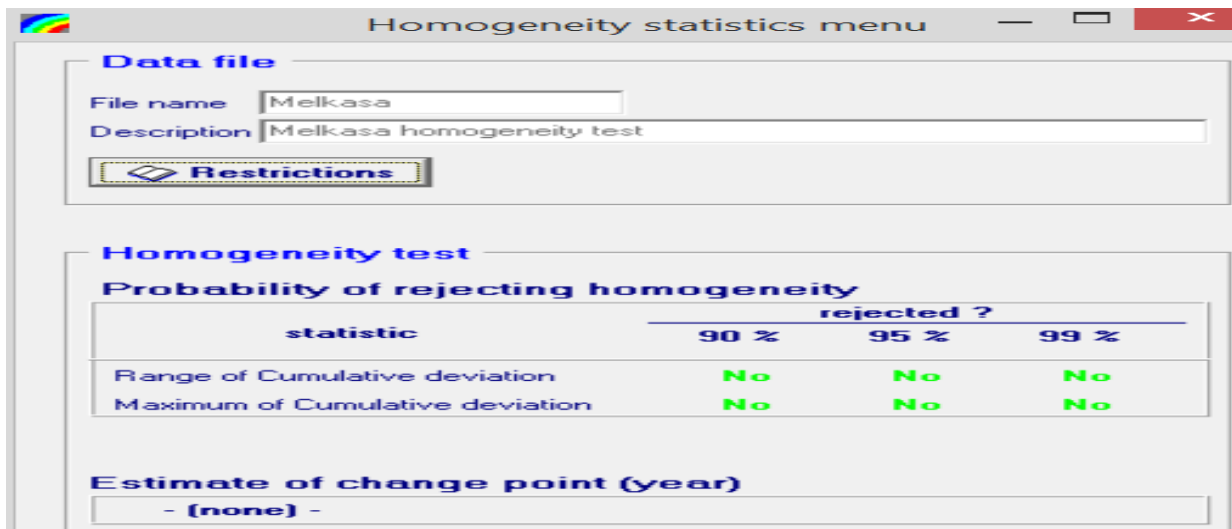 Homogeneity statistics menu
Data file
File name Melkasa
Description Melkasa homogeneity test
Restrictions
Homogeneity test
Probability of rejecting homogeneity
rejected ?
statistic 90 % 95 % 99 %
Range of Cumulative deviation No No No
Maximum of Cumulative deviation No No No
Estimate of change point (year)
- (none) -